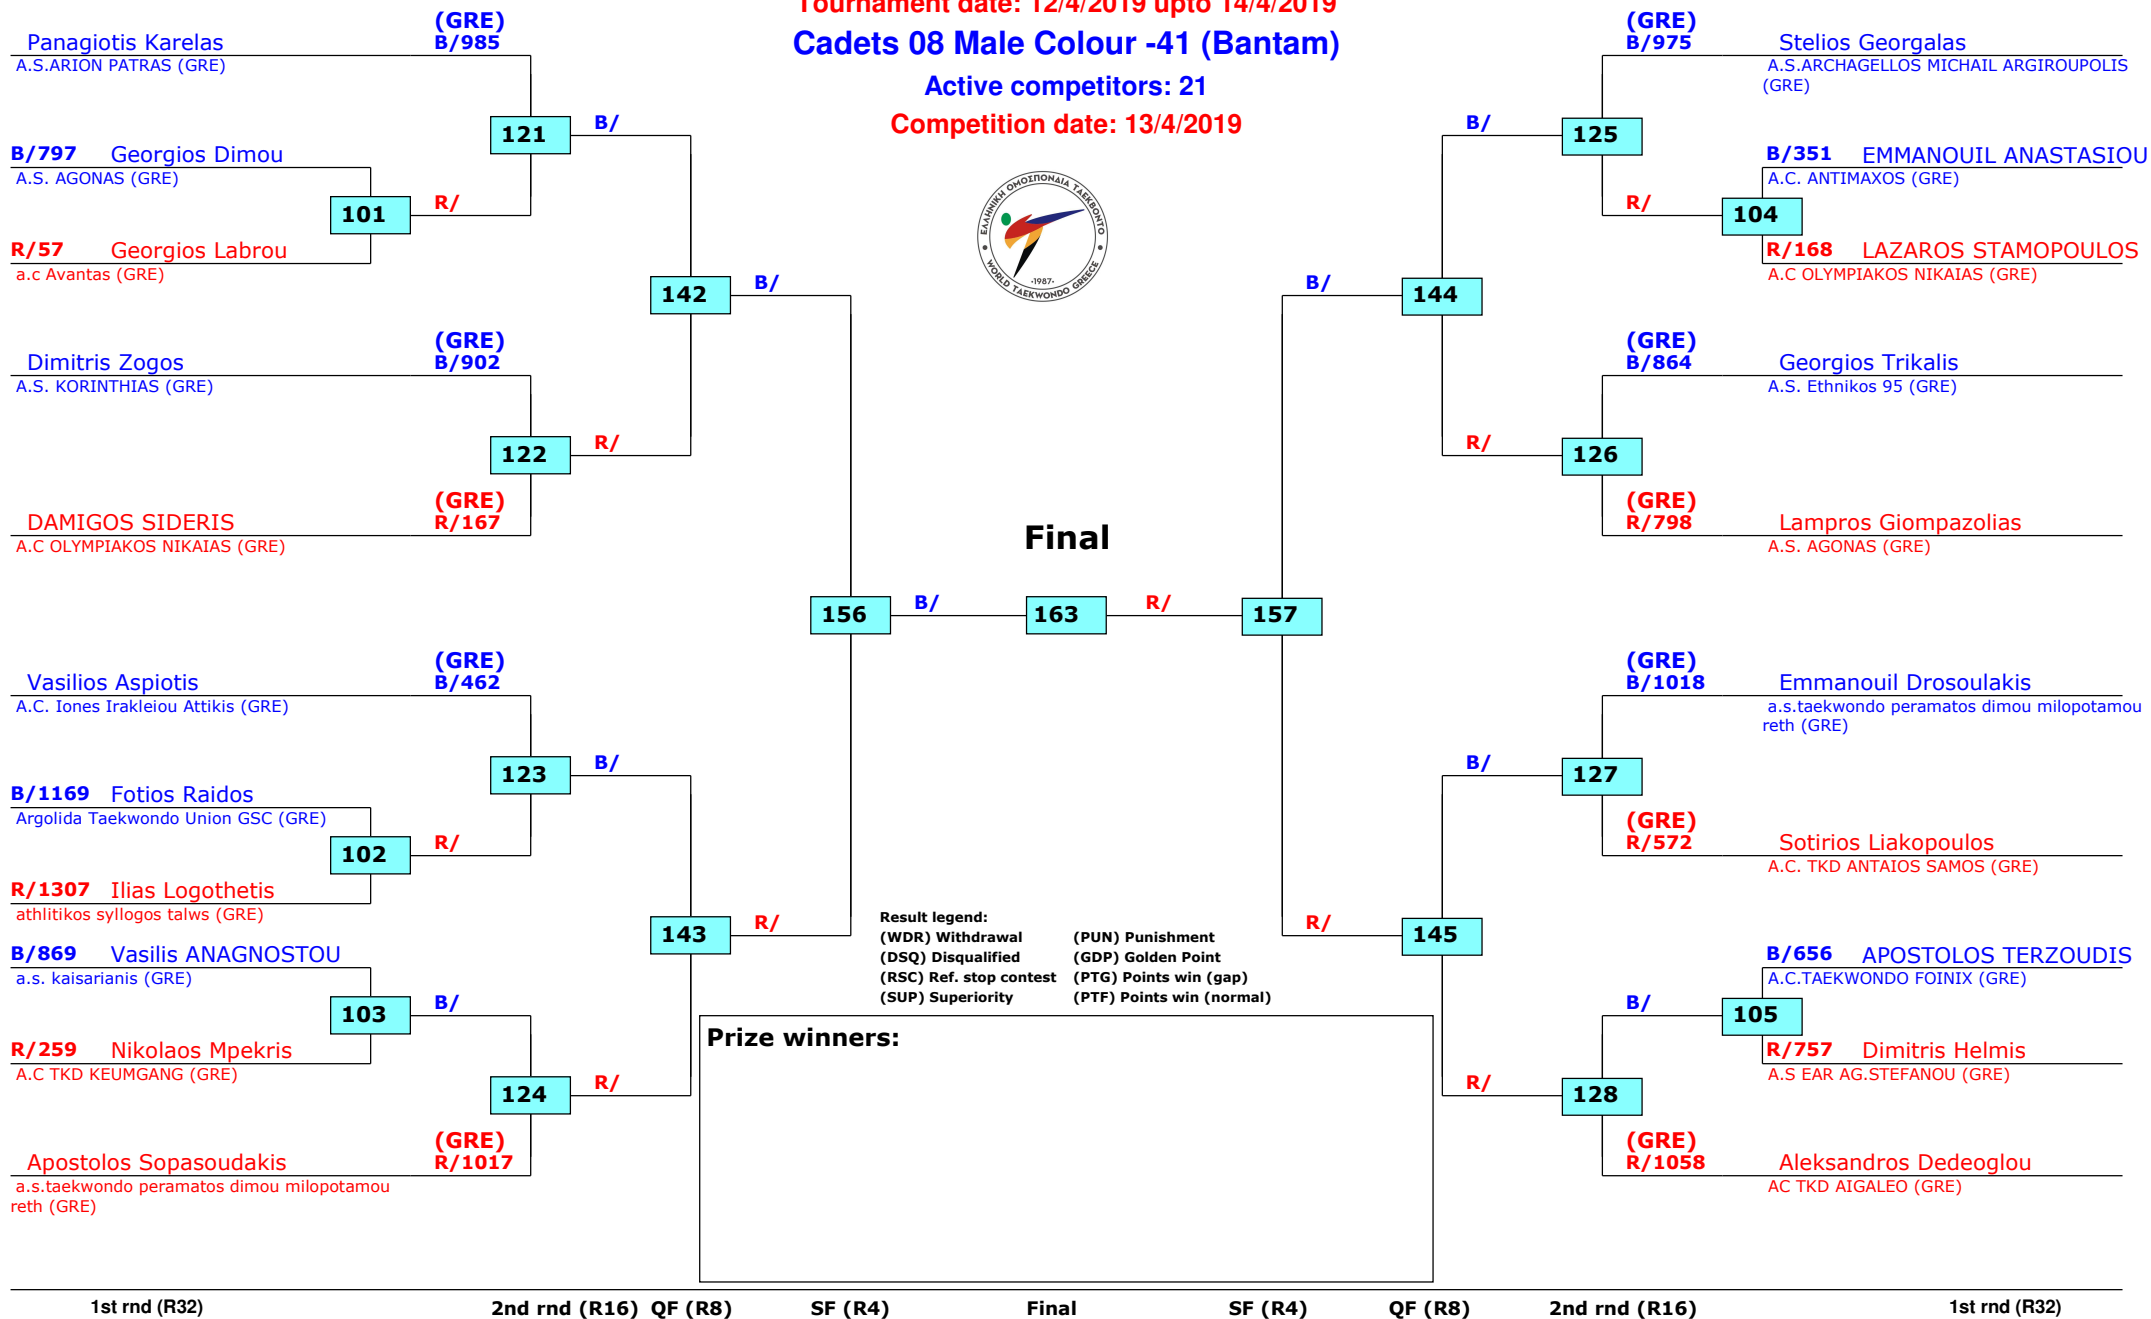 Tournament date: 12/4/2019 upto 14/4/2019
Cadets 08 Male Colour -41 (Bantam)
Active competitors: 21
Competition date: 13/4/2019
ΕΛΛΗΝΙΚΗ ΟΜΟΣΠΟΝΔΙΑ ΤΑΕΚΒΟΝΤΟ
·1987·
WORLD TAEKWONDO GREECE
(GRE)
Panagiotis Karelas B/985
A.S.ARION PATRAS (GRE)
121 B/
B/797 Georgios Dimou
A.S. AGONAS (GRE)
101 R/
R/57 Georgios Labrou
a.c Avantas (GRE)
142 B/
(GRE)
Dimitris Zogos B/902
A.S. KORINTHIAS (GRE)
122 R/
(GRE)
DAMIGOS SIDERIS R/167
A.C OLYMPIAKOS NIKAIAS (GRE)
156 B/
(GRE)
Vasilios Aspiotis B/462
A.C. Iones Irakleiou Attikis (GRE)
123 B/
B/1169 Fotios Raidos
Argolida Taekwondo Union GSC (GRE)
102 R/
R/1307 Ilias Logothetis
athlitikos syllogos talws (GRE)
143 R/
B/869 Vasilis ANAGNOSTOU
a.s. kaisarianis (GRE)
103 B/
R/259 Nikolaos Mpekris
A.C TKD KEUMGANG (GRE)
124 R/
(GRE)
Apostolos Sopasoudakis R/1017
a.s.taekwondo peramatos dimou milopotamou
reth (GRE)
Final
163
(GRE)
B/975 Stelios Georgalas
A.S.ARCHAGELLOS MICHAIL ARGIROUPOLIS
(GRE)
B/ 125
B/351 EMMANOUIL ANASTASIOU
A.C. ANTIMAXOS (GRE)
R/ 104
R/168 LAZAROS STAMOPOULOS
A.C OLYMPIAKOS NIKAIAS (GRE)
B/ 144
(GRE)
B/864 Georgios Trikalis
A.S. Ethnikos 95 (GRE)
R/ 126
(GRE)
R/798 Lampros Giompazolias
A.S. AGONAS (GRE)
R/ 157
(GRE)
B/1018 Emmanouil Drosoulakis
a.s.taekwondo peramatos dimou milopotamou
reth (GRE)
B/ 127
(GRE)
R/572 Sotirios Liakopoulos
A.C. TKD ANTAIOS SAMOS (GRE)
R/ 145
B/656 APOSTOLOS TERZOUDIS
A.C.TAEKWONDO FOINIX (GRE)
B/ 105
R/757 Dimitris Helmis
A.S EAR AG.STEFANOU (GRE)
R/ 128
(GRE)
R/1058 Aleksandros Dedeoglou
AC TKD AIGALEO (GRE)
Result legend:
(WDR) Withdrawal (PUN) Punishment
(DSQ) Disqualified (GDP) Golden Point
(RSC) Ref. stop contest (PTG) Points win (gap)
(SUP) Superiority (PTF) Points win (normal)
Prize winners:
1st rnd (R32) 2nd rnd (R16) QF (R8) SF (R4) Final SF (R4) QF (R8) 2nd rnd (R16) 1st rnd (R32)